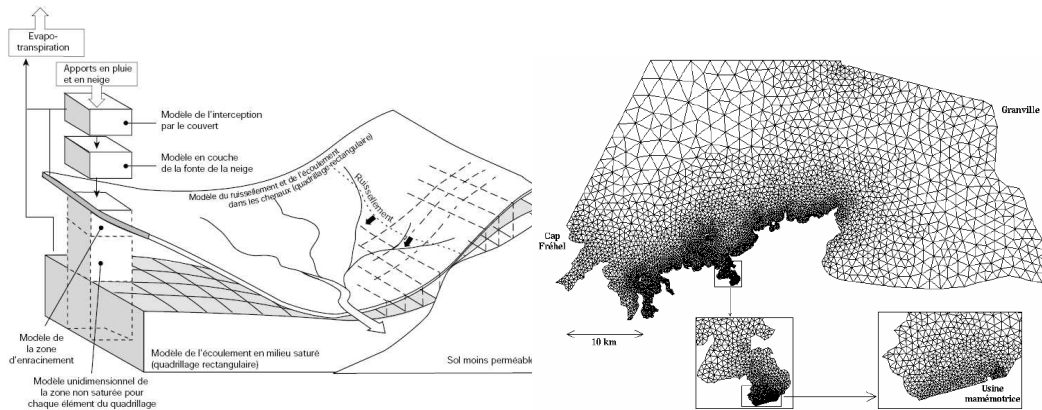 Evapo-
transpiration
Apports en pluie
et en neige
Modèle de l'interception
par le couvert
Modèle en couche
de la fonte de la neige
Modèle du ruissellement et de l'écoulement
dans les chenaux (quadrillage rectangulaire)
Ruissellement
Modèle de
la zone
d'enracinement
Modèle unidimensionnel de
la zone non saturée pour
chaque élément du quadrillage
Modèle de l'écoulement en milieu saturé
(quadrillage rectangulaire)
Sol moins perméable
Granville
Cap
Fréhel
10 km
Usine
mamémotrice